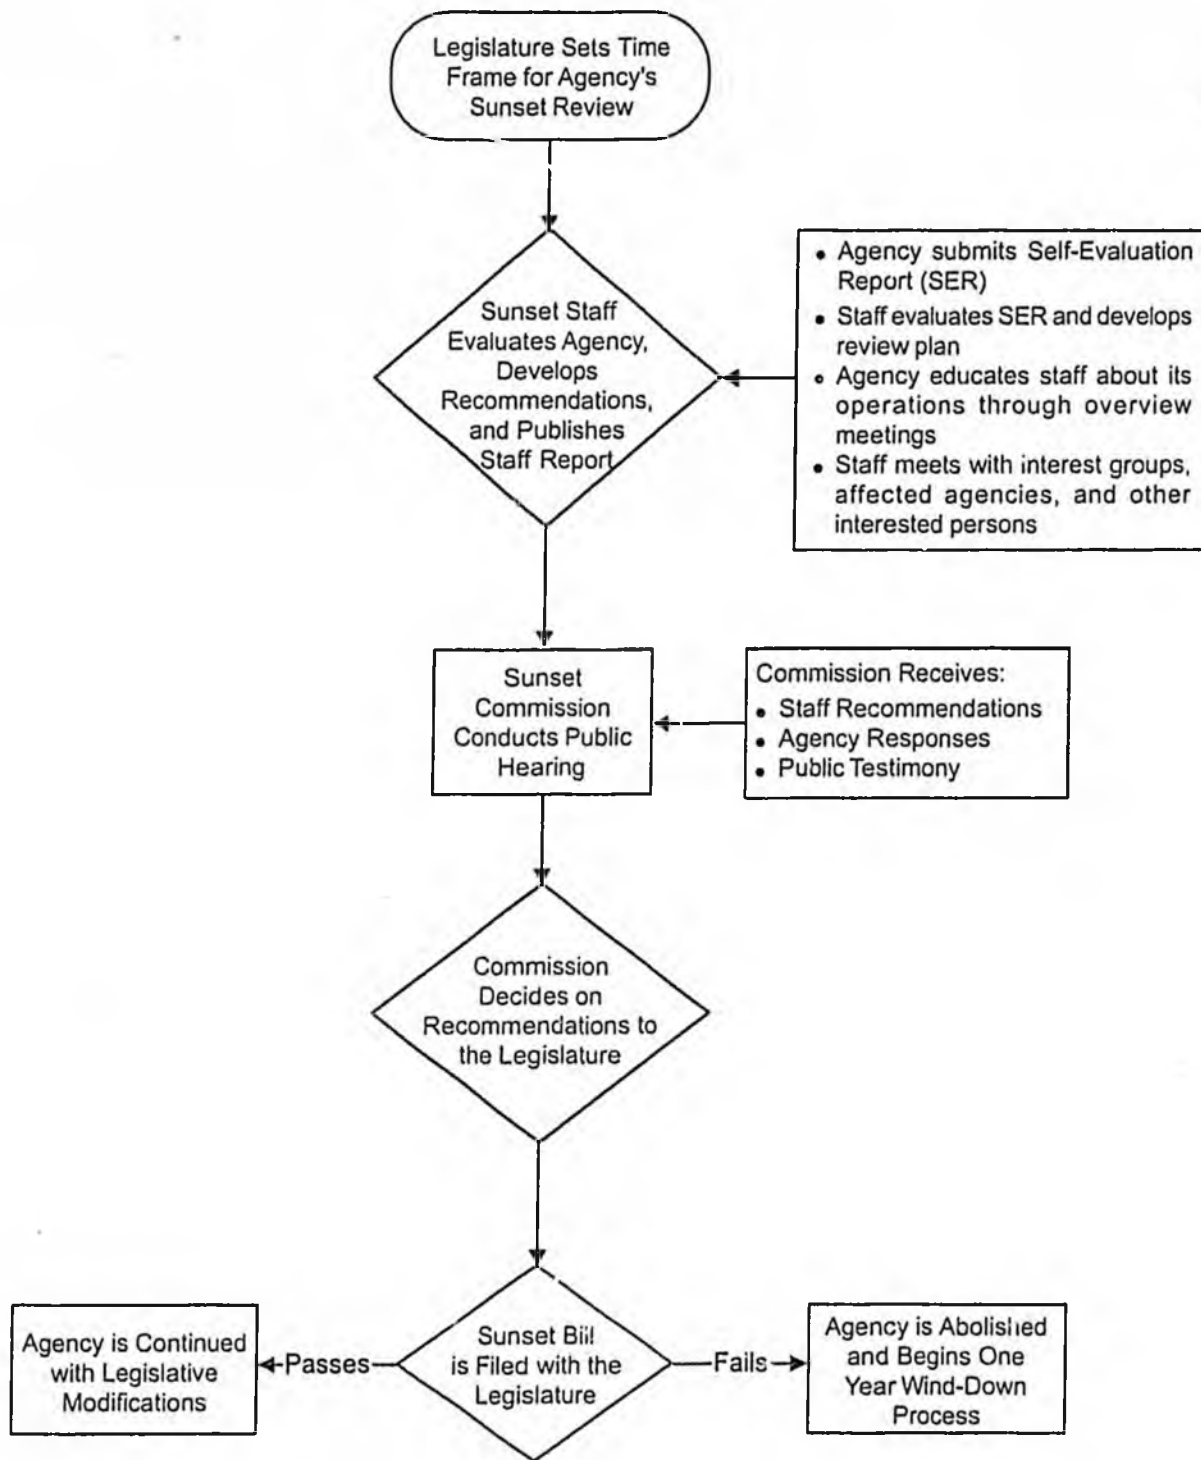 Legislature Sets Time
Frame for Agency's
Sunset Review
Sunset Staff
Evaluates Agency,
Develops
Recommendations,
and Publishes
Staff Report
• Agency submits Self-Evaluation
Report (SER)
• Staff evaluates SER and develops
review plan
• Agency educates staff about its
operations through overview
meetings
• Staff meets with interest groups,
affected agencies, and other
interested persons
Sunset
Commission
Conducts Public
Hearing
Commission Receives:
• Staff Recommendations
• Agency Responses
• Public Testimony
Commission
Decides on
Recommendations to
the Legislature
Sunset Bill
is Filed with the
Legislature
Passes
Agency is Continued
with Legislative
Modifications
Fails
Agency is Abolished
and Begins One
Year Wind-Down
Process